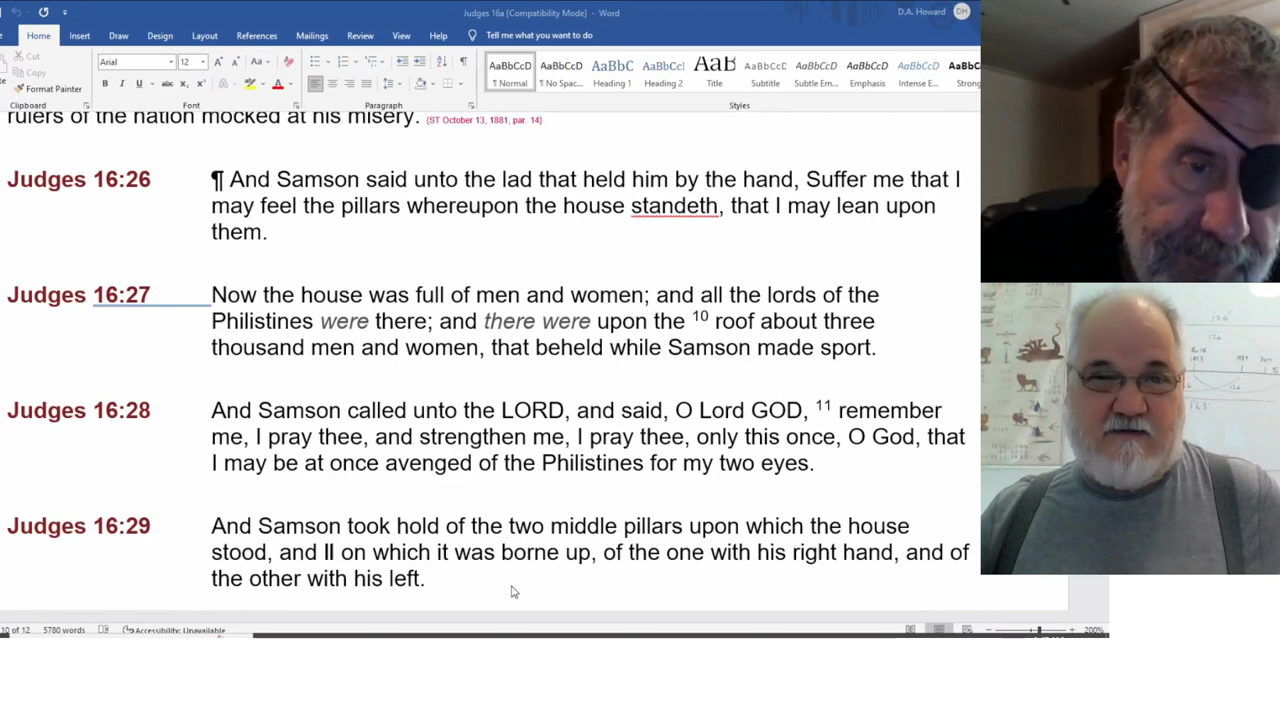 Judges 16a [Compatibility Mode] - Word
D.A. Howard
DH
Home Insert Draw Design Layout References Mailings Review View Help Tell me what you want to do
Cut
Copy
Format Painter
Clipboard
Arial
12
Font
Paragraph
AaBbCcD AaBbCcD AaBbC AaBbCc AaB AaBbCcD AaBbCcD AaBbCcD AaBbCcD AaBbC
¶ Normal ¶ No Spac... Heading 1 Heading 2 Title Subtitle Subtle Em... Emphasis Intense E... Strong
Styles
rulers of the nation mocked at his misery. {ST October 13, 1881, par. 14}
Judges 16:26 ¶ And Samson said unto the lad that held him by the hand, Suffer me that I
may feel the pillars whereupon the house standeth, that I may lean upon
them.
Judges 16:27 Now the house was full of men and women; and all the lords of the
Philistines were there; and there were upon the 10 roof about three
thousand men and women, that beheld while Samson made sport.
Judges 16:28 And Samson called unto the LORD, and said, O Lord GOD, 11 remember
me, I pray thee, and strengthen me, I pray thee, only this once, O God, that
I may be at once avenged of the Philistines for my two eyes.
Judges 16:29 And Samson took hold of the two middle pillars upon which the house
stood, and II on which it was borne up, of the one with his right hand, and of
the other with his left.
10 of 12 5780 words Accessibility: Unavailable 200%